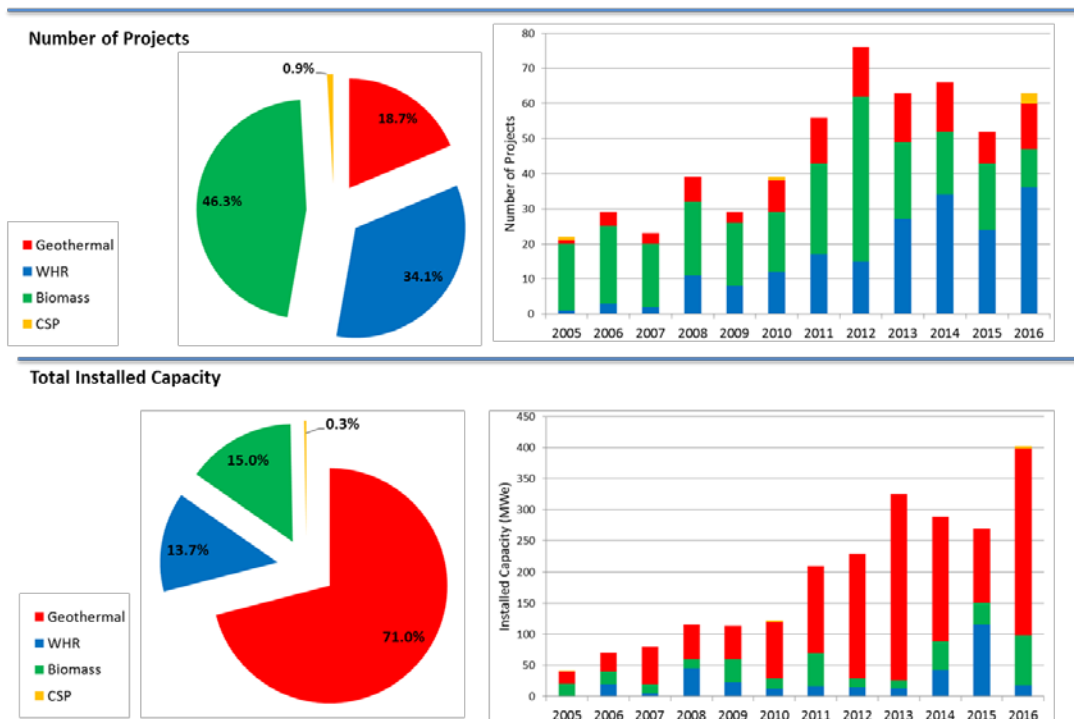 Number of Projects
0.9%
18.7%
46.3%
34.1%
Geothermal
WHR
Biomass
CSP
Number of Projects
80
70
60
50
40
30
20
10
0
2005 2006 2007 2008 2009 2010 2011 2012 2013 2014 2015 2016
Total Installed Capacity
0.3%
15.0%
13.7%
71.0%
Geothermal
WHR
Biomass
CSP
Installed Capacity (MWe)
450
400
350
300
250
200
150
100
50
0
2005 2006 2007 2008 2009 2010 2011 2012 2013 2014 2015 2016